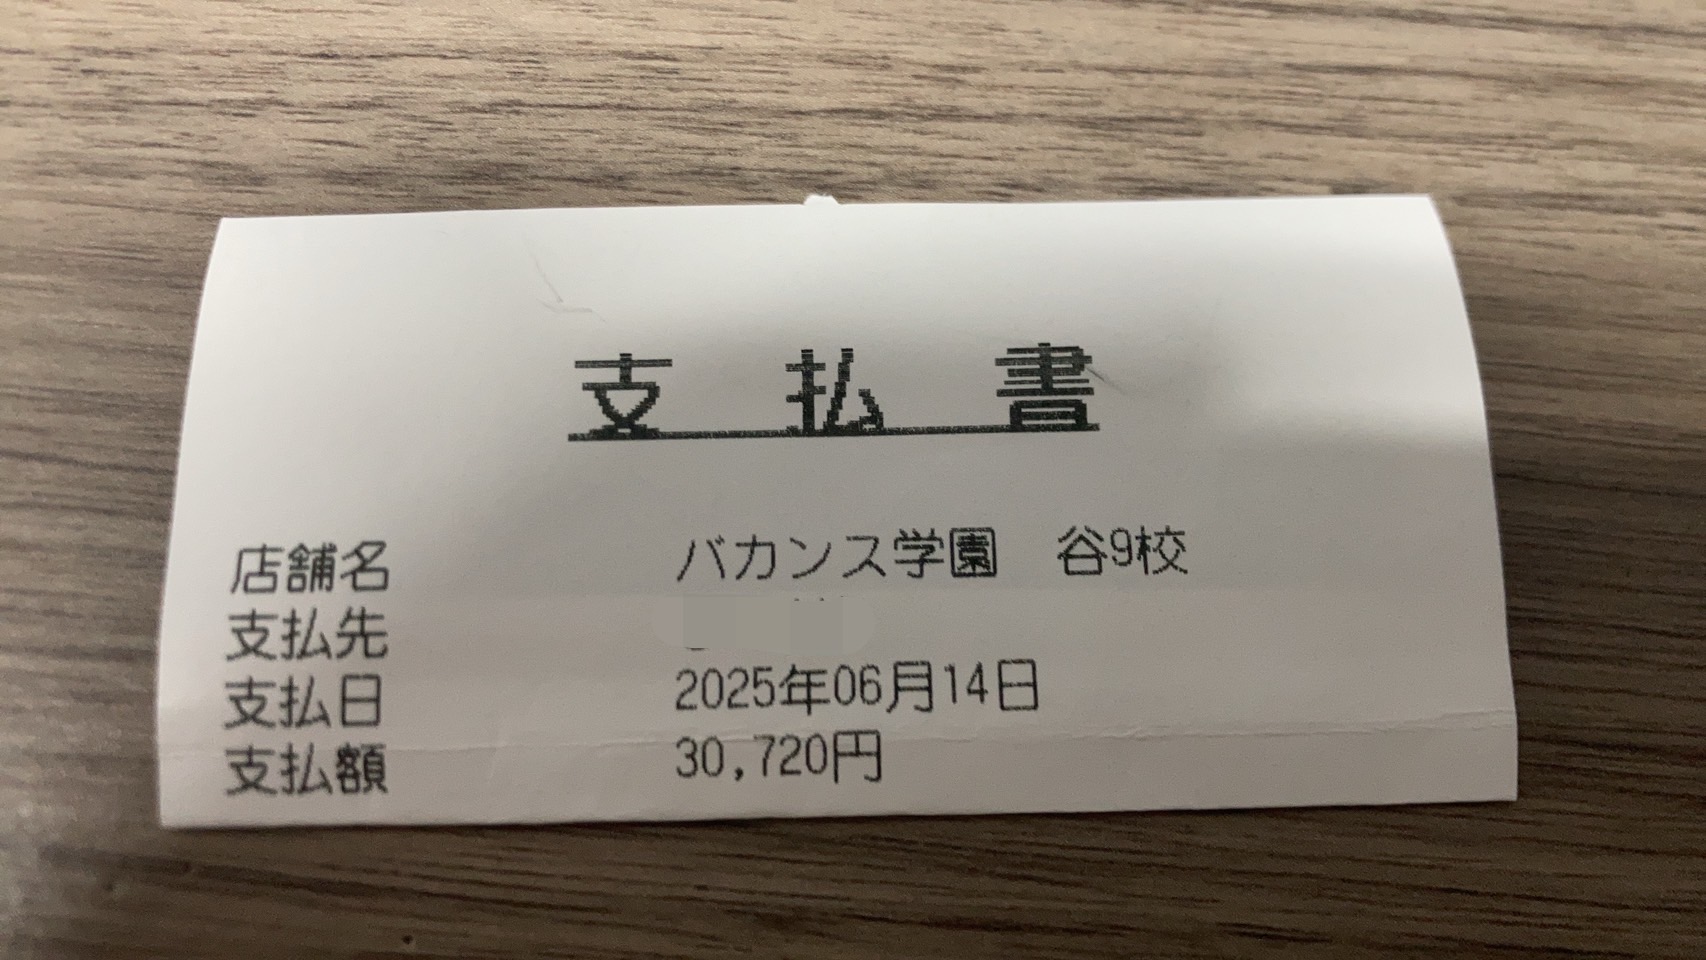 支払書
店舗名 バカンス学園 谷9校
支払先
支払日 2025年06月14日
支払額 30,720円